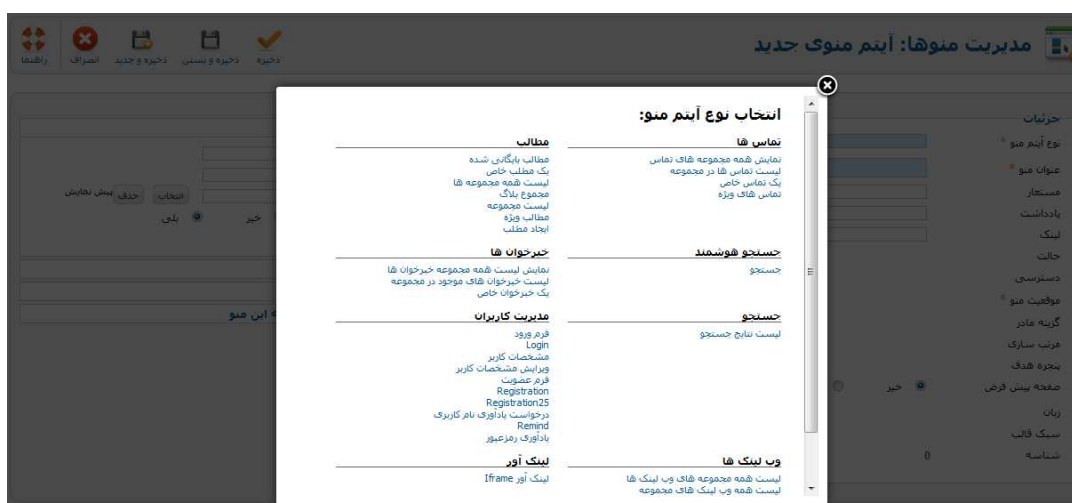 مدیریت منوها: آیتم منوی جدید
ذخیره
ذخیره و بستن
ذخیره و جدید
انصراف
راهنما
جزئیات
نوع آیتم منو *
عنوان منو *
مستعار
یادداشت
لینک
حالت
دسترسی
موقعیت منو *
گزینه مادر
مرتب سازی
پنجره هدف
صفحه پیش فرض
خیر
زبان
سبک قالب
شناسه
0
انتخاب نوع آیتم منو:
تماس ها
نمایش همه مجموعه های تماس
لیست تماس ها در مجموعه
یک تماس خاص
تماس های ویژه
مطالب
مطالب بایگانی شده
یک مطلب خاص
لیست همه مجموعه ها
مجموع بلاگ
لیست مجموعه
مطالب ویژه
ایجاد مطلب
جستجو هوشمند
جستجو
خبرخوان ها
نمایش لیست همه مجموعه خبرخوان ها
لیست خبرخوان های موجود در مجموعه
یک خبرخوان خاص
جستجو
لیست نتایج جستجو
مدیریت کاربران
فرم ورود
Login
مشخصات کاربر
ویرایش مشخصات کاربر
فرم عضویت
Registration
Registration25
درخواست یادآوری نام کاربری
Remind
یادآوری رمزعبور
وب لینک ها
لیست همه مجموعه های وب لینک ها
لیست همه وب لینک های مجموعه
لینک آور
لینک آور Iframe
انتخاب
حذف
پیش نمایش
خیر
بلی
این منو